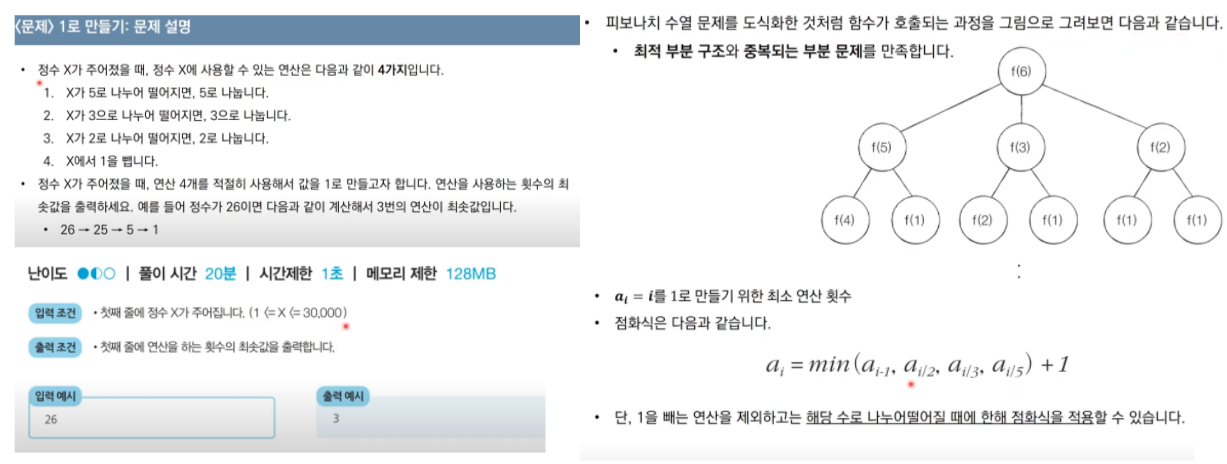 <문제> 1로 만들기: 문제 설명
• 정수 X가 주어졌을 때, 정수 X에 사용할 수 있는 연산은 다음과 같이 4가지입니다.
1. X가 5로 나누어 떨어지면, 5로 나눕니다.
2. X가 3으로 나누어 떨어지면, 3으로 나눕니다.
3. X가 2로 나누어 떨어지면, 2로 나눕니다.
4. X에서 1을 뺍니다.
• 정수 X가 주어졌을 때, 연산 4개를 적절히 사용해서 값을 1로 만들고자 합니다. 연산을 사용하는 횟수의 최
솟값을 출력하세요. 예를 들어 정수가 26이면 다음과 같이 계산해서 3번의 연산이 최솟값입니다.
• 26 → 25 → 5 → 1
난이도 | 풀이 시간 20분 | 시간제한 1초 | 메모리 제한 128MB
입력 조건 • 첫째 줄에 정수 X가 주어집니다. (1 <= X <= 30,000)
출력 조건 • 첫째 줄에 연산을 하는 횟수의 최솟값을 출력합니다.
입력 예시
26
출력 예시
3
• 피보나치 수열 문제를 도식화한 것처럼 함수가 호출되는 과정을 그림으로 그려보면 다음과 같습니다.
• 최적 부분 구조와 중복되는 부분 문제를 만족합니다.
f(6)
f(5) f(3) f(2)
f(4) f(1) f(2) f(1) f(1) f(1)
⋮
• aᵢ = i를 1로 만들기 위한 최소 연산 횟수
• 점화식은 다음과 같습니다.
a_i = min(a_{i-1}, a_{i/2}, a_{i/3}, a_{i/5}) + 1
• 단, 1을 빼는 연산을 제외하고는 해당 수로 나누어떨어질 때에 한해 점화식을 적용할 수 있습니다.